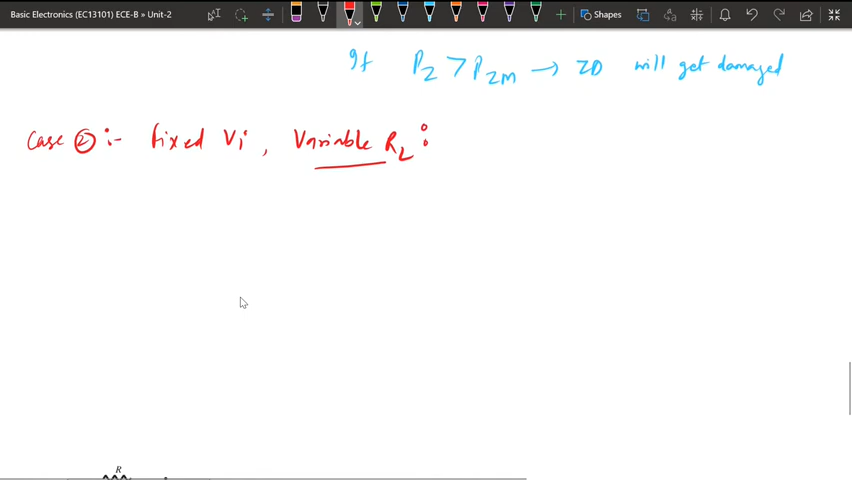 Basic Electronics (EC13101) ECE-B » Unit-2
Shapes
If P_Z > P_ZM → ZD will get damaged
Case ② :- fixed Vi, Variable R_L :
R